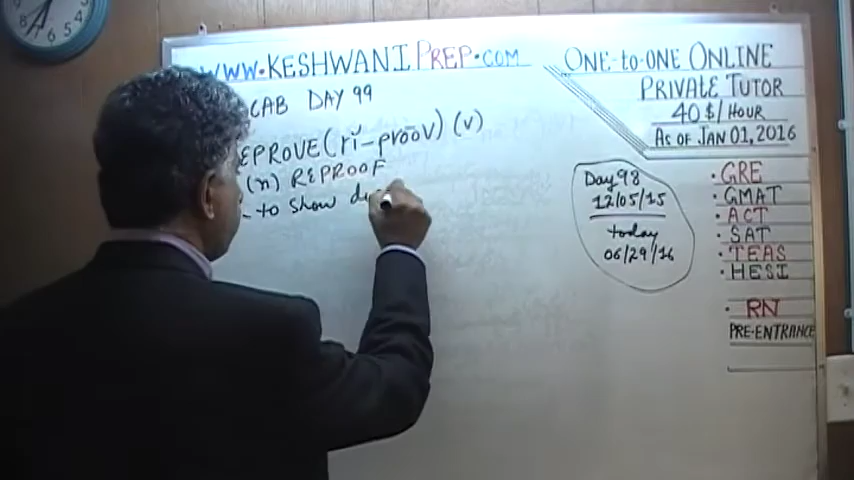 WWW.KESHWANIPREP.COM
CAB DAY 99
EPROVE (rĭ-prōōv) (v)
(n) REPROOF
- to show
ONE-to-ONE ONLINE
PRIVATE TUTOR
40 $/HOUR
AS OF JAN 01, 2016
Day 98
12/05/15
today
06/29/16
• GRE
• GMAT
• ACT
• SAT
• TEAS
• HESI
• RN
PRE-ENTRANCE